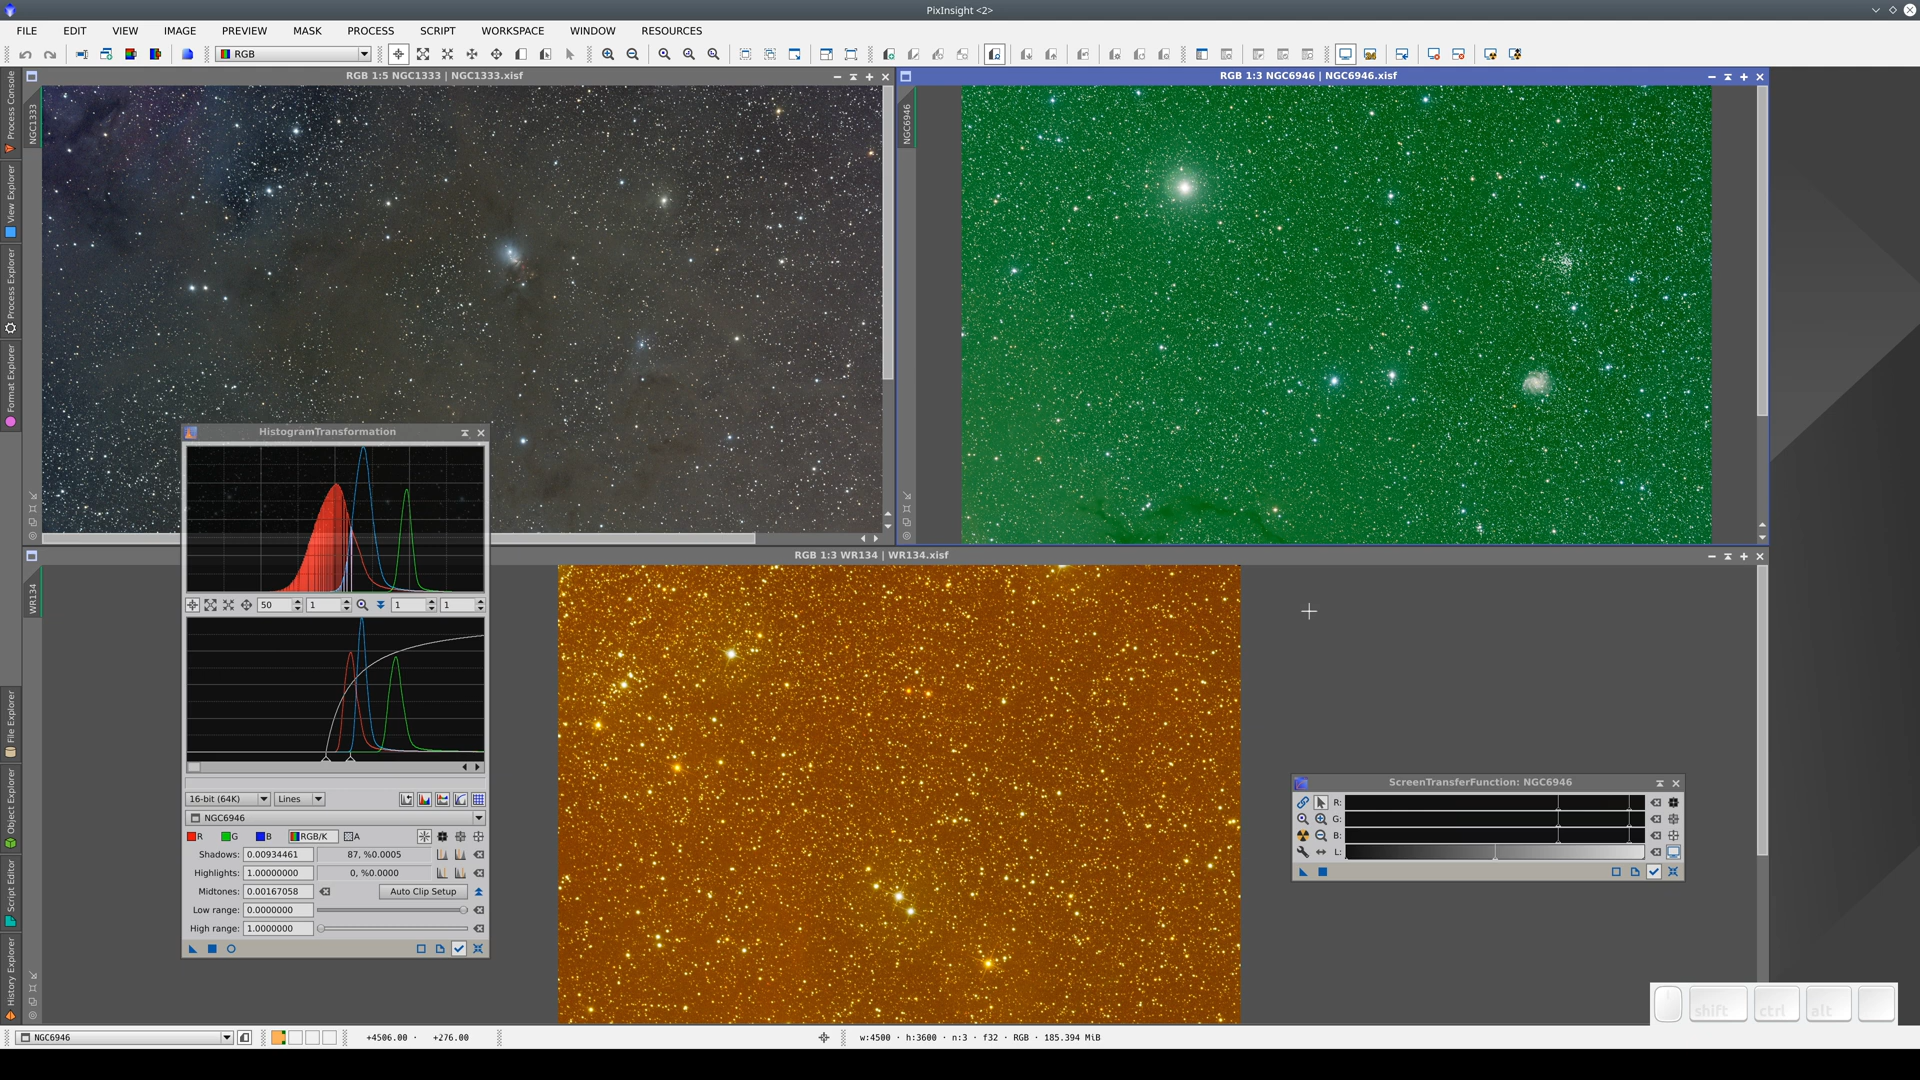 PixInsight <2>
FILE EDIT VIEW IMAGE PREVIEW MASK PROCESS SCRIPT WORKSPACE WINDOW RESOURCES
RGB
RGB 1:5 NGC1333 | NGC1333.xisf
RGB 1:3 NGC6946 | NGC6946.xisf
Process Console
View Explorer
Process Explorer
Format Explorer
File Explorer
Object Explorer
Script Editor
History Explorer
NGC1333
NGC6946
HistogramTransformation
50 1 1 1
16-bit (64K) Lines
NGC6946
R G B RGB/K A
Shadows: 0.00934461 87, %0.0005
Highlights: 1.00000000 0, %0.0000
Midtones: 0.00167058 Auto Clip Setup
Low range: 0.0000000
High range: 1.0000000
RGB 1:3 WR134 | WR134.xisf
WR134
ScreenTransferFunction: NGC6946
R:
G:
B:
L:
shift ctrl alt
NGC6946 +4506.00 · +276.00 w:4500 · h:3600 · n:3 · f32 · RGB · 185.394 MiB